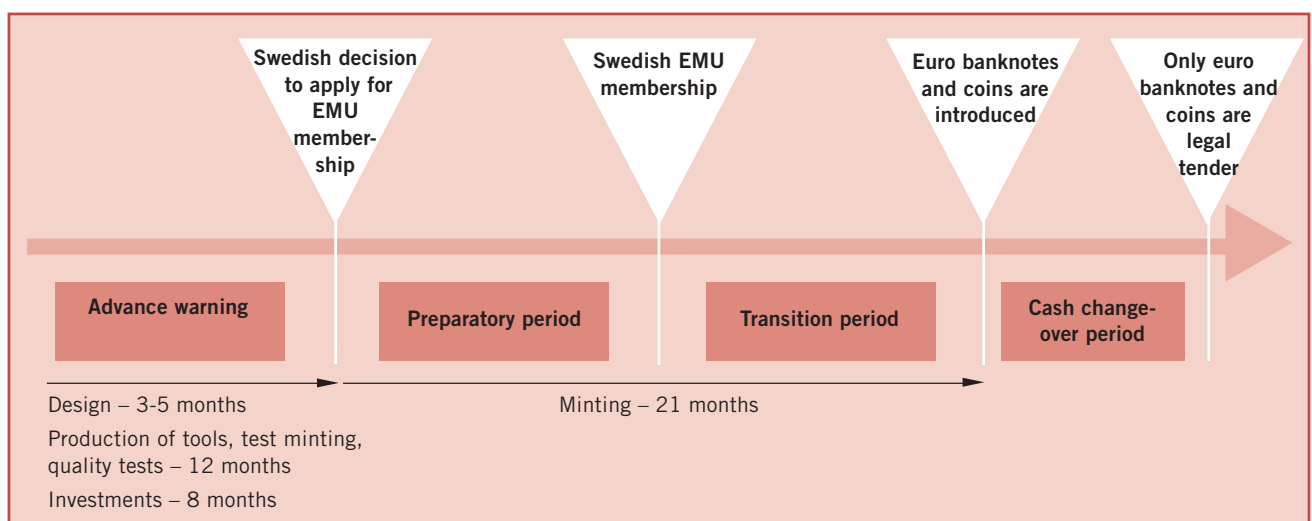 Swedish decision
to apply for
EMU
member-
ship
Swedish EMU
membership
Euro banknotes
and coins are
introduced
Only euro
banknotes and
coins are
legal
tender
Advance warning
Preparatory period
Transition period
Cash change-
over period
Design – 3-5 months
Minting – 21 months
Production of tools, test minting,
quality tests – 12 months
Investments – 8 months